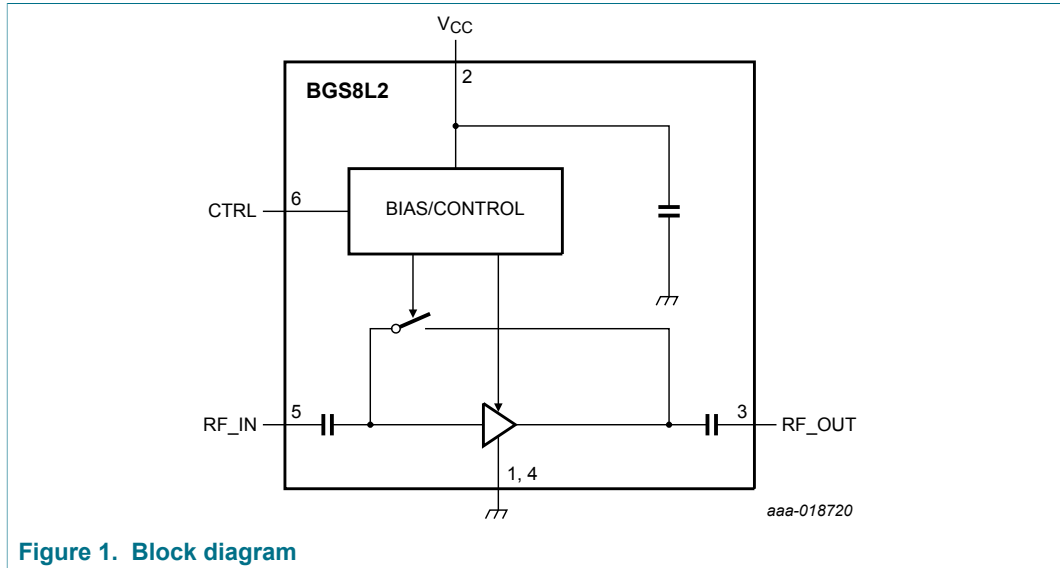 VCC
2
BGS8L2
CTRL
6
BIAS/CONTROL
RF_IN
5
3
RF_OUT
1, 4
aaa-018720
Figure 1. Block diagram